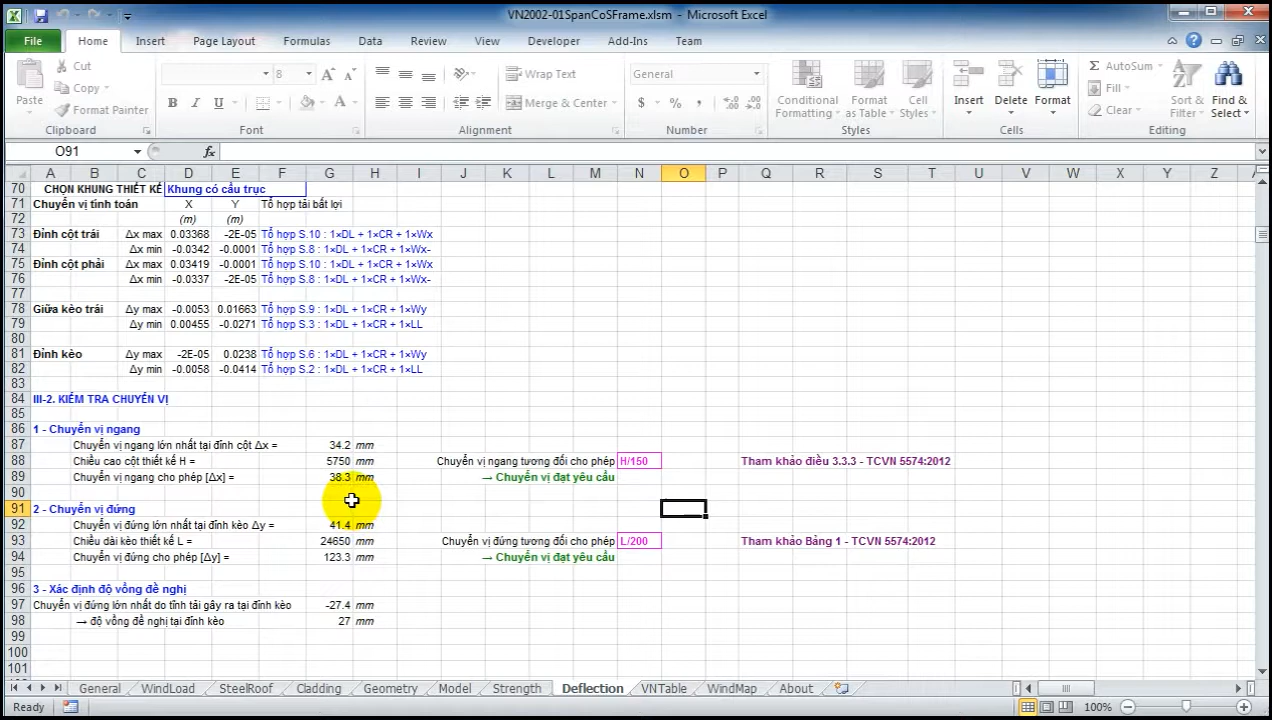 VN2002-01SpanCoSFrame.xlsm - Microsoft Excel
File Home Insert Page Layout Formulas Data Review View Developer Add-Ins Team
Paste
Cut
Copy
Format Painter
Clipboard
8
B I U
Font
Wrap Text
Merge & Center
Alignment
General
$ % ,
Number
Conditional Formatting
Format as Table
Cell Styles
Styles
Insert
Delete
Format
Cells
AutoSum
Fill
Clear
Sort & Filter
Find & Select
Editing
O91 fx
A B C D E F G H I J K L M N O P Q R S T U V W X Y Z
70 CHỌN KHUNG THIẾT KẾ Khung có cầu trục
71 Chuyển vị tính toán X Y Tổ hợp tải bất lợi
72 (m) (m)
73 Đỉnh cột trái Δx max 0.03368 -2E-05 Tổ hợp S.10 : 1×DL + 1×CR + 1×Wx
74 Δx min -0.0342 -0.0001 Tổ hợp S.8 : 1×DL + 1×CR + 1×Wx-
75 Đỉnh cột phải Δx max 0.03419 -0.0001 Tổ hợp S.10 : 1×DL + 1×CR + 1×Wx
76 Δx min -0.0337 -2E-05 Tổ hợp S.8 : 1×DL + 1×CR + 1×Wx-
77
78 Giữa kèo trái Δy max -0.0053 0.01663 Tổ hợp S.9 : 1×DL + 1×CR + 1×Wy
79 Δy min 0.00455 -0.0271 Tổ hợp S.3 : 1×DL + 1×CR + 1×LL
80
81 Đỉnh kèo Δy max -2E-05 0.0238 Tổ hợp S.6 : 1×DL + 1×CR + 1×Wy
82 Δy min -0.0058 -0.0414 Tổ hợp S.2 : 1×DL + 1×CR + 1×LL
83
84 III-2. KIỂM TRA CHUYỂN VỊ
85
86 1 - Chuyển vị ngang
87 Chuyển vị ngang lớn nhất tại đỉnh cột Δx = 34.2 mm
88 Chiều cao cột thiết kế H = 5750 mm Chuyển vị ngang tương đối cho phép H/150 Tham khảo điều 3.3.3 - TCVN 5574:2012
89 Chuyển vị ngang cho phép [Δx] = 38.3 mm → Chuyển vị đạt yêu cầu
90
91 2 - Chuyển vị đứng
92 Chuyển vị đứng lớn nhất tại đỉnh kèo Δy = 41.4 mm
93 Chiều dài kèo thiết kế L = 24650 mm Chuyển vị đứng tương đối cho phép L/200 Tham khảo Bảng 1 - TCVN 5574:2012
94 Chuyển vị đứng cho phép [Δy] = 123.3 mm → Chuyển vị đạt yêu cầu
95
96 3 - Xác định độ vồng đề nghị
97 Chuyển vị đứng lớn nhất do tĩnh tải gây ra tại đỉnh kèo -27.4 mm
98 → độ vồng đề nghị tại đỉnh kèo 27 mm
99
100
101
General WindLoad SteelRoof Cladding Geometry Model Strength Deflection VNTable WindMap About
Ready 100%